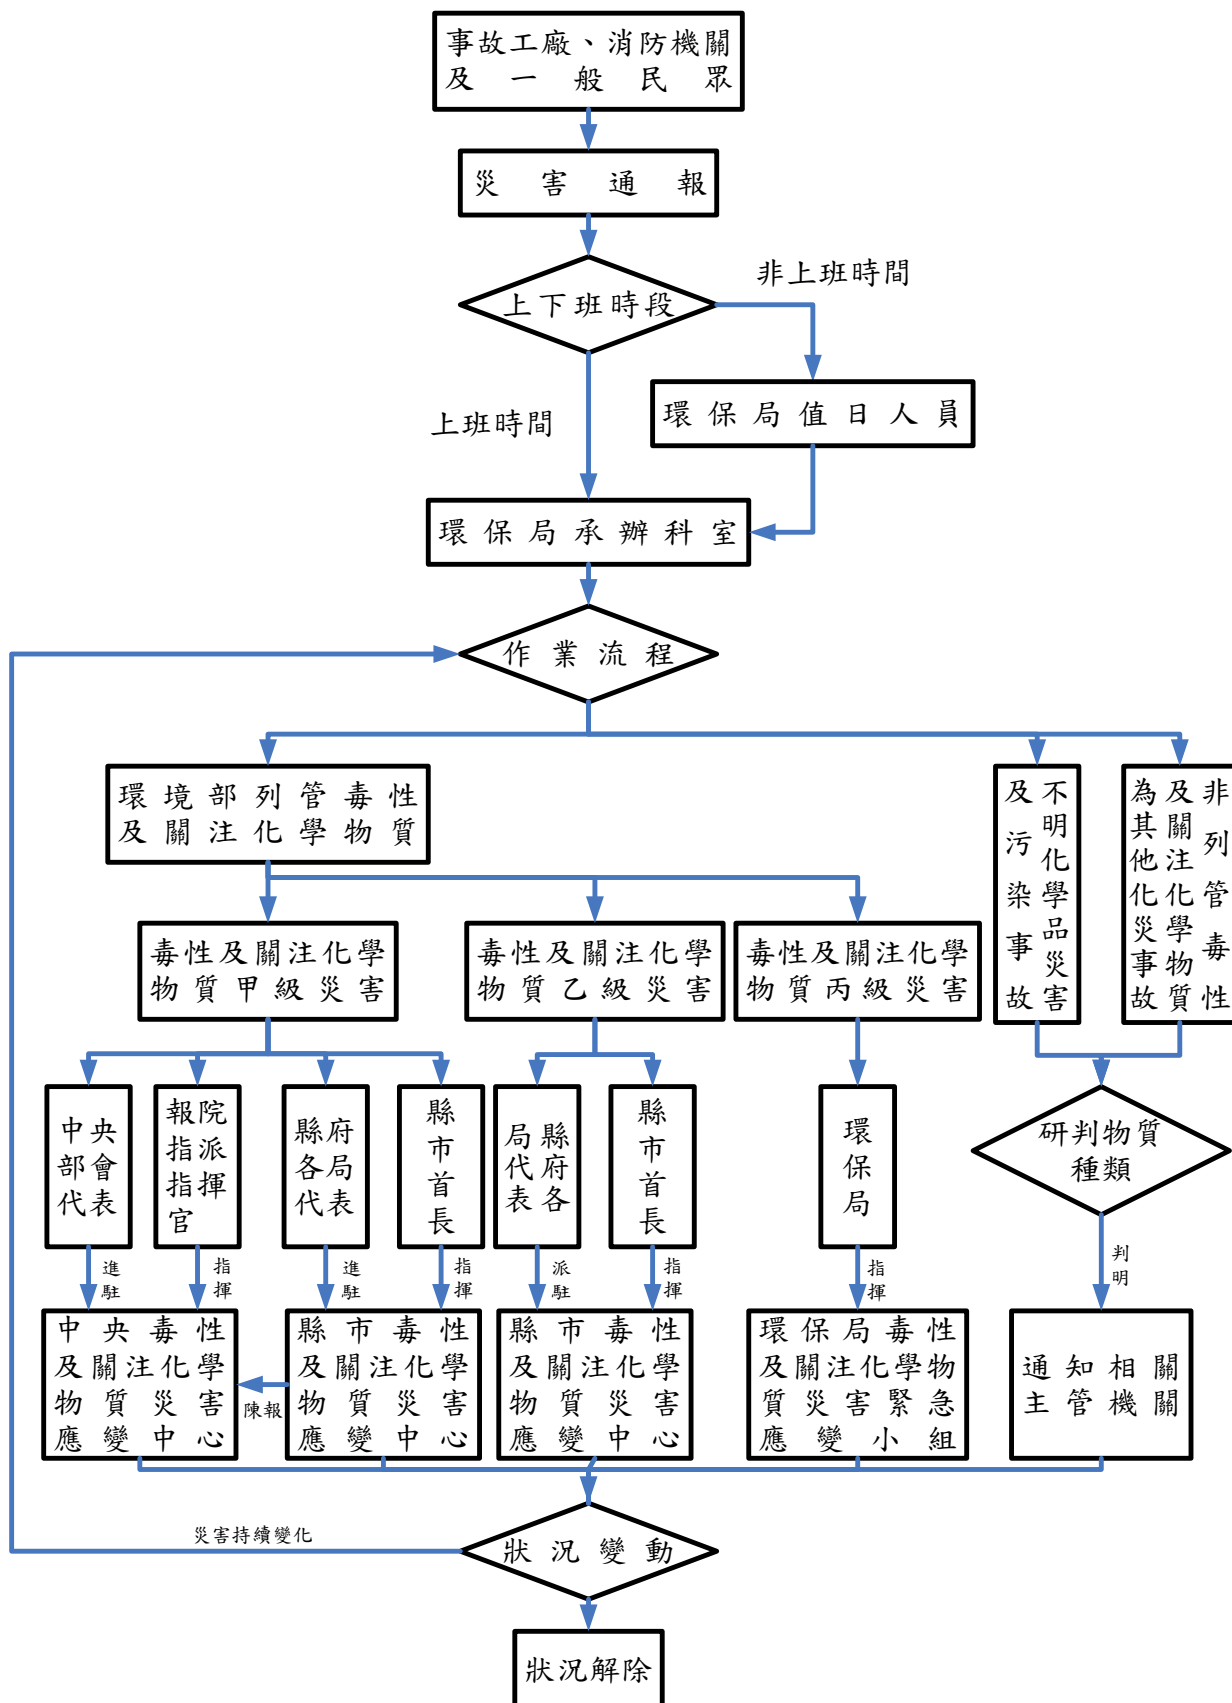 事故工廠、消防機關
及一般民眾
災害通報
上下班時段
非上班時間
環保局值日人員
上班時間
環保局承辦科室
作業流程
環境部列管毒性
及關注化學物質
不明化學品災害
及污染事故
非列管毒性
及關注化學物質
為其他化災事故
毒性及關注化學
物質甲級災害
毒性及關注化學
物質乙級災害
毒性及關注化學
物質丙級災害
中央
部會
代表
報院
指派
指揮
官
縣府
各局
代表
縣
市
首
長
縣府各
局代表
縣
市
首
長
環
保
局
研判物質
種類
進駐
指揮
進駐
指揮
派駐
指揮
指揮
判明
中央毒性
及關注化學
物質災害
應變中心
陳報
縣市毒性
及關注化學
物質災害
應變中心
縣市毒性
及關注化學
物質災害
應變中心
環保局毒性
及關注化學物
質災害緊急
應變小組
通知相關
主管機關
災害持續變化
狀況變動
狀況解除